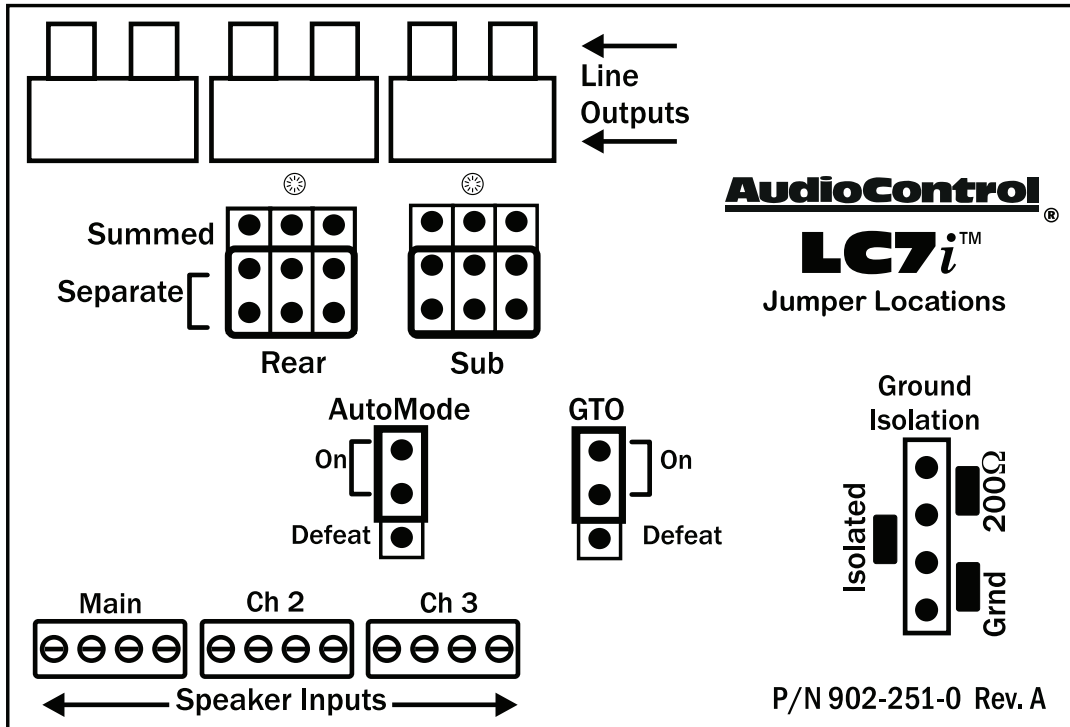 Line
Outputs
AudioControl®
LC7i™
Jumper Locations
Summed
Separate
Rear
Sub
AutoMode
On
Defeat
GTO
On
Defeat
Ground
Isolation
Isolated
200Ω
Grnd
Main
Ch 2
Ch 3
Speaker Inputs
P/N 902-251-0 Rev. A